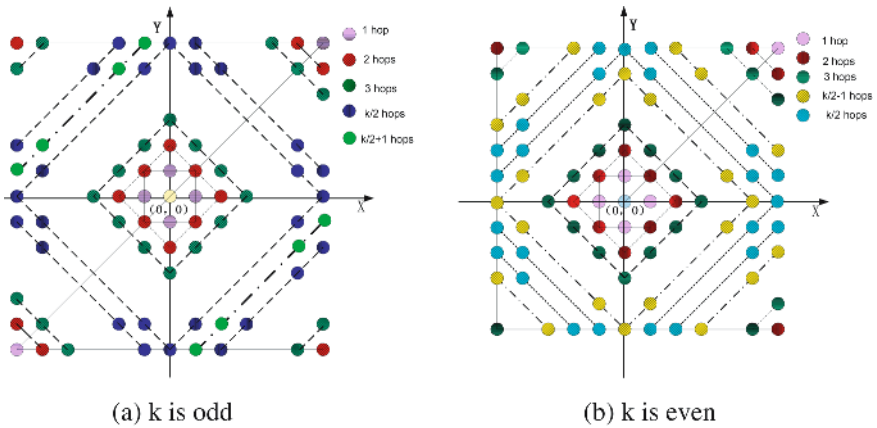 Y
1 hop
2 hops
3 hops
k/2 hops
k/2+1 hops
X
(0, 0)
(a) k is odd
Y
1 hop
2 hops
3 hops
k/2-1 hops
k/2 hops
X
(0, 0)
(b) k is even